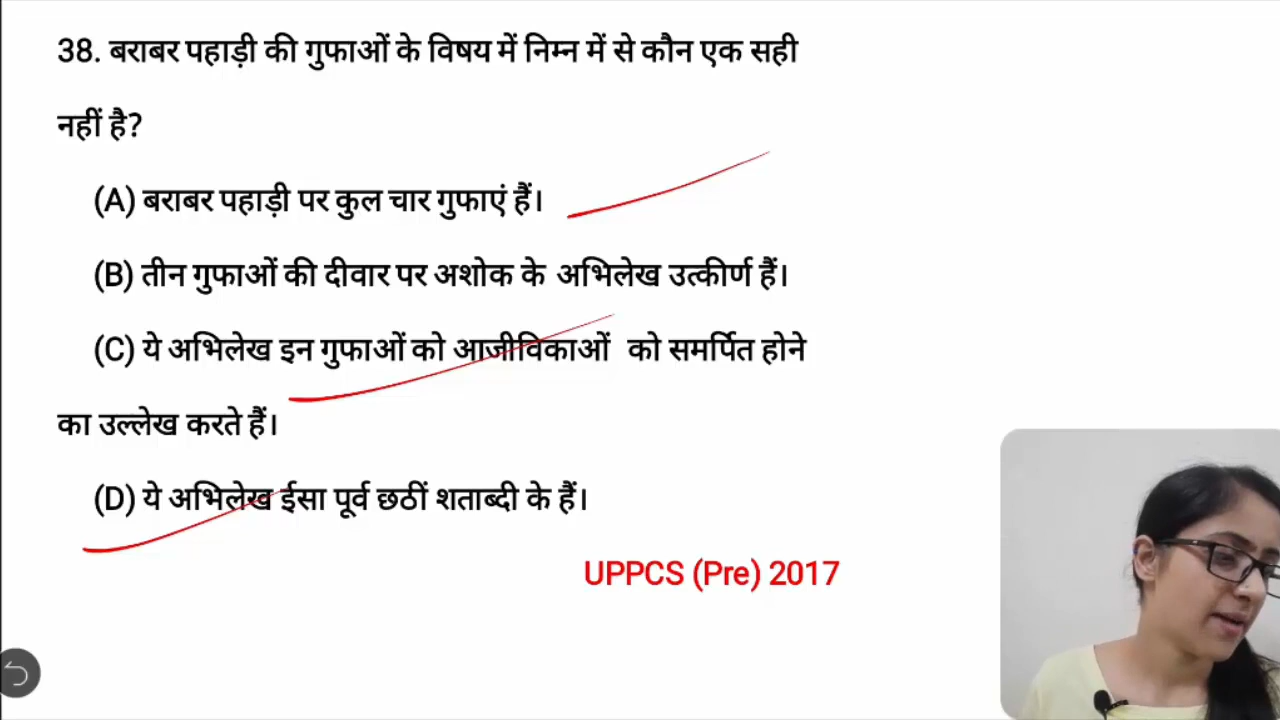 38. बराबर पहाड़ी की गुफाओं के विषय में निम्न में से कौन एक सही
नहीं है?
(A) बराबर पहाड़ी पर कुल चार गुफाएं हैं।
(B) तीन गुफाओं की दीवार पर अशोक के अभिलेख उत्कीर्ण हैं।
(C) ये अभिलेख इन गुफाओं को आजीविकाओं को समर्पित होने
का उल्लेख करते हैं।
(D) ये अभिलेख ईसा पूर्व छठीं शताब्दी के हैं।
UPPCS (Pre) 2017